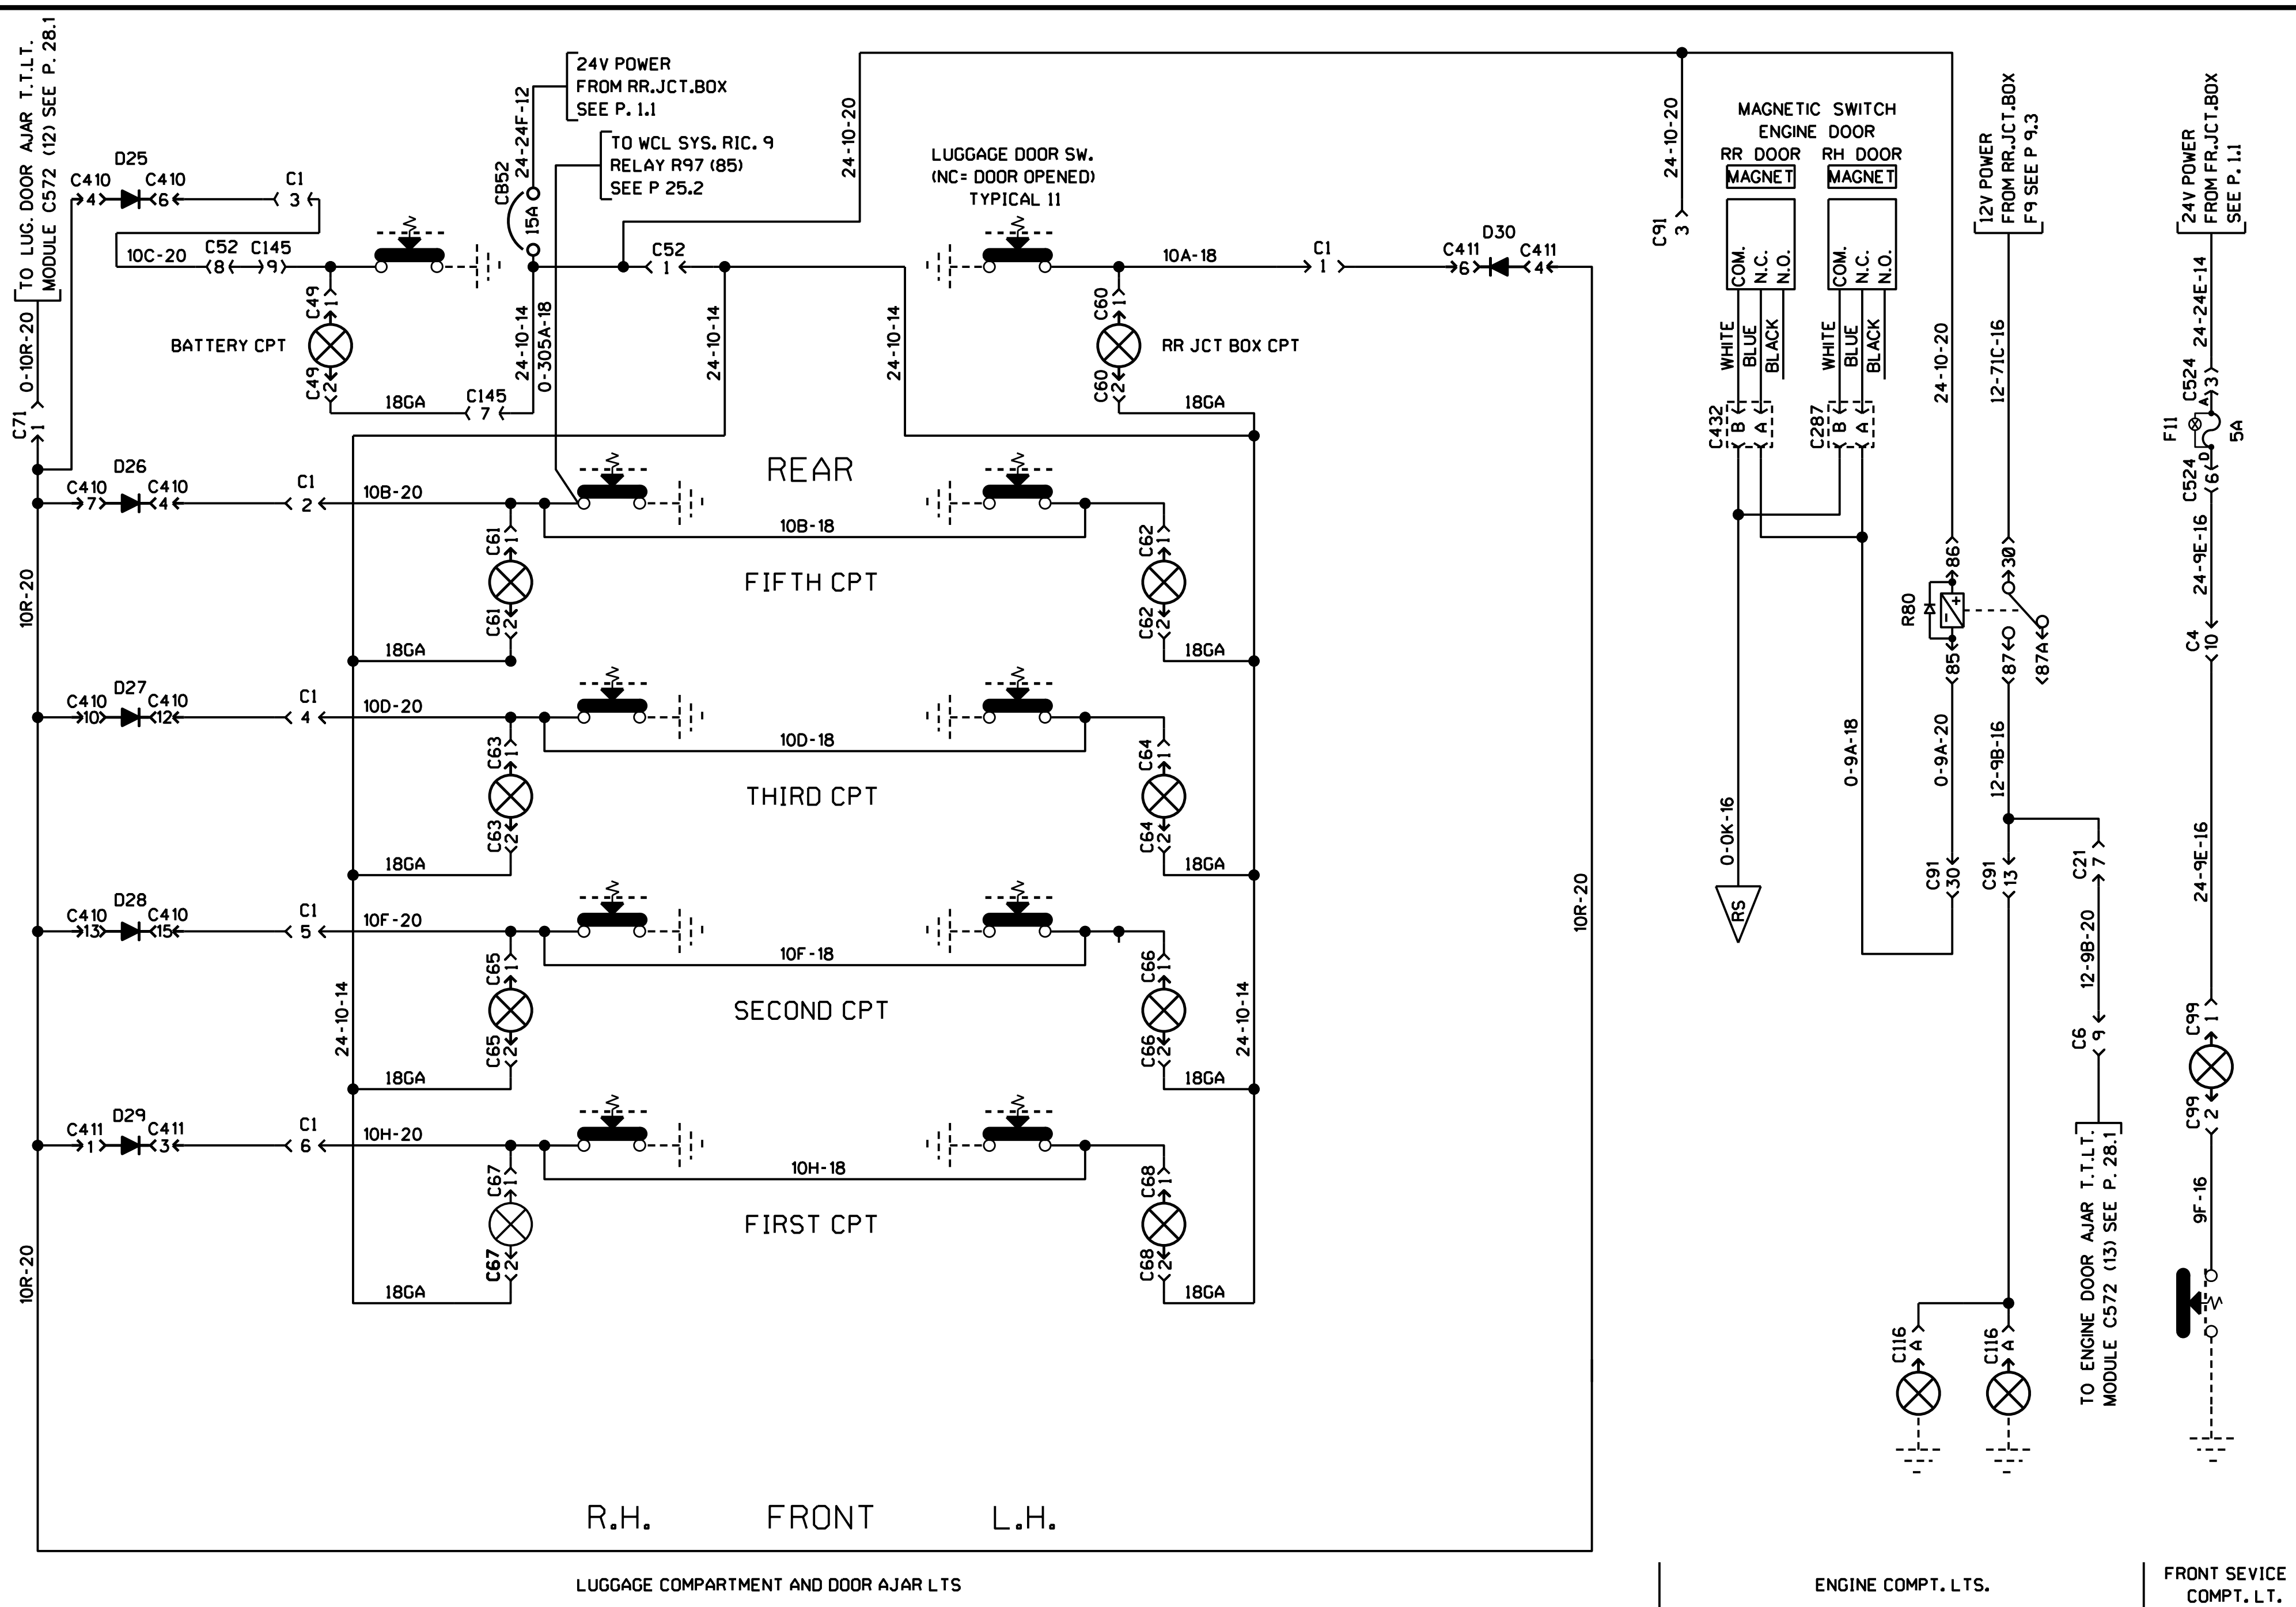 TO LUG. DOOR AJAR T.T.LT.
MODULE C572 (12) SEE P. 28.1
0-10R-20
C71
1
10R-20
10R-20
D25
C410 C410
4 6
C1
3
10C-20
C52 C145
8 9
C49
1
BATTERY CPT
C49
2
18GA
C145
7
24V POWER
FROM RR.JCT.BOX
SEE P. 1.1
24-24F-12
CB52
15A
TO WCL SYS. RIC. 9
RELAY R97 (85)
SEE P 25.2
24-10-14
0-305A-18
C52
1
24-10-14
24-10-20
24-10-14
LUGGAGE DOOR SW.
(NC= DOOR OPENED)
TYPICAL 11
10A-18
C1
1
D30
C411 C411
6 4
C60
1
RR JCT BOX CPT
C60
2
18GA
REAR
D26
C410 C410
7 4
C1
2
10B-20
10B-18
C61
1
C61
2
FIFTH CPT
C62
1
C62
2
18GA
18GA
D27
C410 C410
10 12
C1
4
10D-20
10D-18
C63
1
C63
2
THIRD CPT
C64
1
C64
2
18GA
18GA
D28
C410 C410
13 15
C1
5
10F-20
10F-18
C65
1
C65
2
SECOND CPT
C66
1
C66
2
24-10-14
24-10-14
18GA
18GA
D29
C411 C411
1 3
C1
6
10H-20
10H-18
C67
1
C67
2
FIRST CPT
C68
1
C68
2
18GA
18GA
10R-20
R.H. FRONT L.H.
LUGGAGE COMPARTMENT AND DOOR AJAR LTS
24-10-20
C91
3
MAGNETIC SWITCH
ENGINE DOOR
RR DOOR RH DOOR
MAGNET MAGNET
COM.
N.C.
N.O.
COM.
N.C.
N.O.
WHITE
BLUE
BLACK
WHITE
BLUE
BLACK
C432
B
A
C287
B
A
0-0K-16
RS
0-9A-18
24-10-20
12V POWER
FROM RR.JCT.BOX
F9 SEE P 9.3
12-71C-16
R80
86
30
+
-
85
87
87A
0-9A-20
12-9B-16
C91
30
C91
13
C21
7
12-9B-20
C6
9
TO ENGINE DOOR AJAR T.T.LT.
MODULE C572 (13) SEE P. 28.1
C116
A
C116
A
ENGINE COMPT. LTS.
24V POWER
FROM FR.JCT.BOX
SEE P. 1.1
24-24E-14
C524
3
A
F11
5A
D
C524
6
24-9E-16
C4
10
24-9E-16
C99
1
C99
2
9F-16
FRONT SEVICE
COMPT. LT.